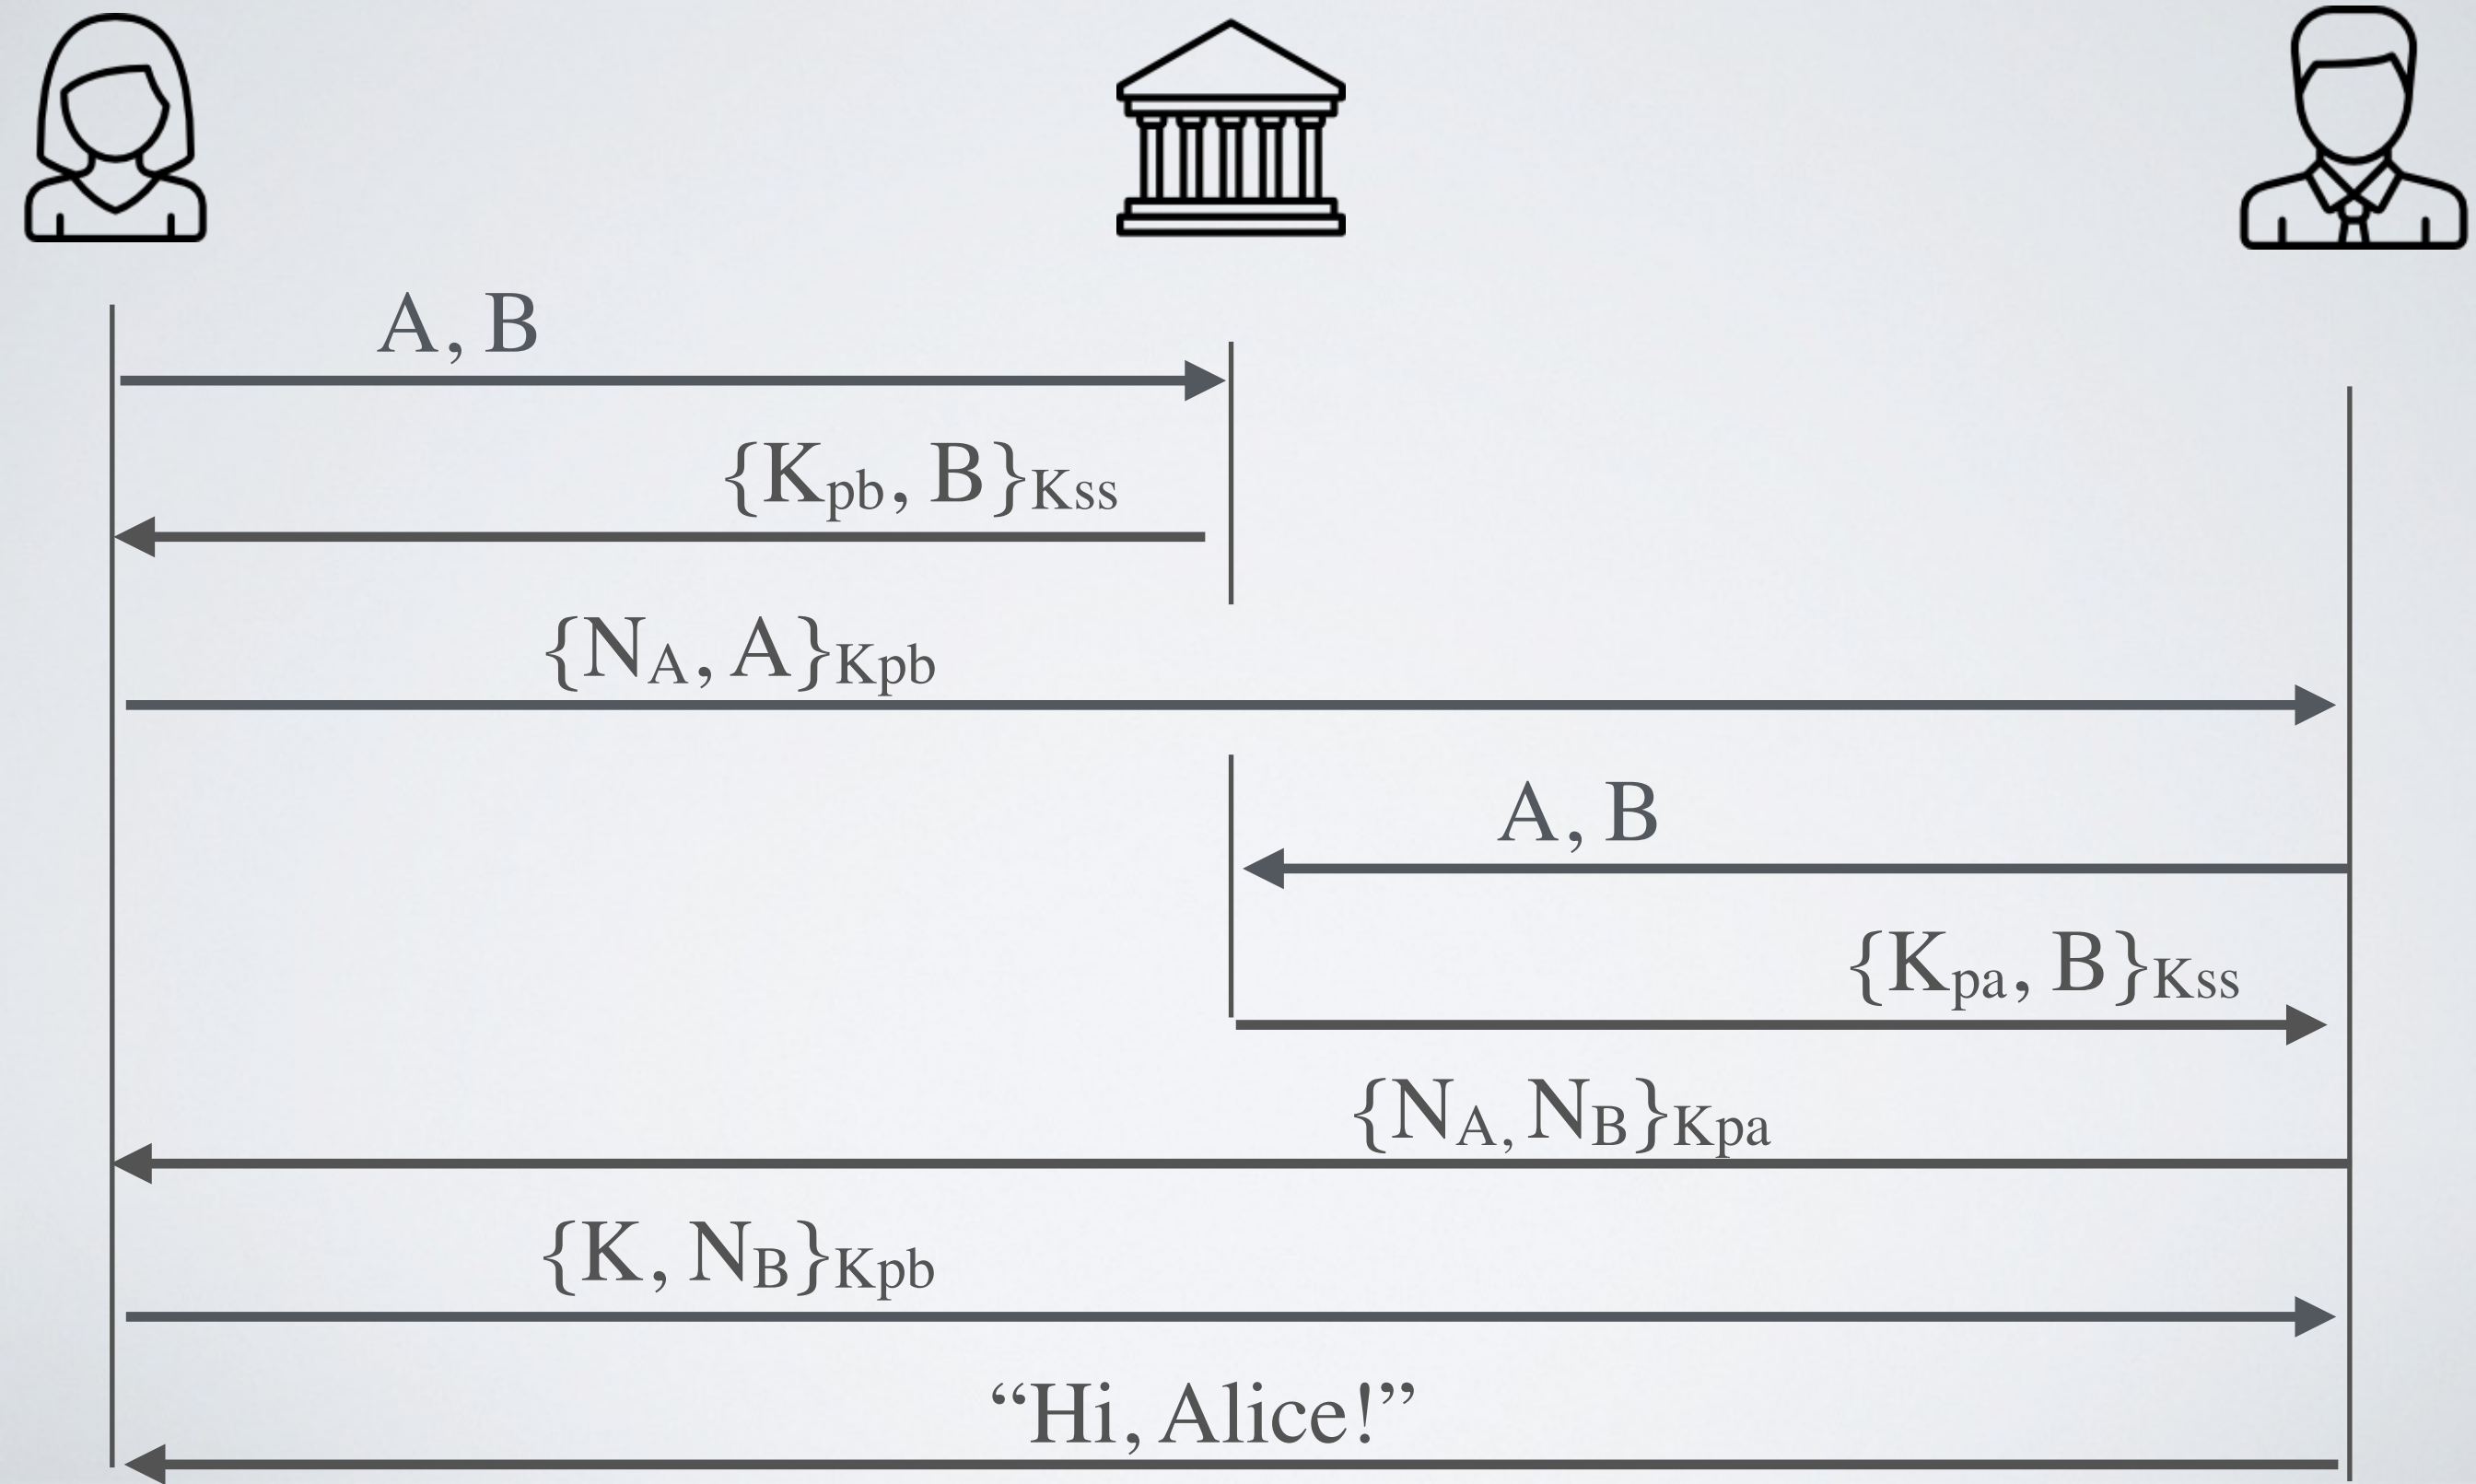 A, B
{Kpb, B}Kss
{NA, A}Kpb
A, B
{Kpa, B}Kss
{NA, NB}Kpa
{K, NB}Kpb
“Hi, Alice!”